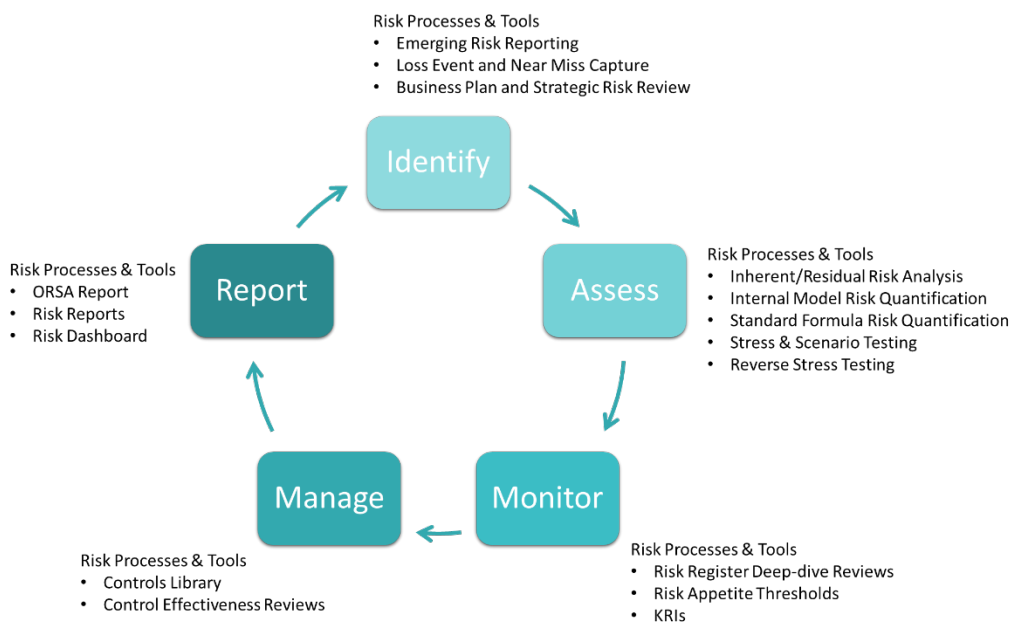 Risk Processes & Tools
• Emerging Risk Reporting
• Loss Event and Near Miss Capture
• Business Plan and Strategic Risk Review
Identify
Assess
Risk Processes & Tools
• Inherent/Residual Risk Analysis
• Internal Model Risk Quantification
• Standard Formula Risk Quantification
• Stress & Scenario Testing
• Reverse Stress Testing
Monitor
Risk Processes & Tools
• Risk Register Deep-dive Reviews
• Risk Appetite Thresholds
• KRIs
Manage
Risk Processes & Tools
• Controls Library
• Control Effectiveness Reviews
Report
Risk Processes & Tools
• ORSA Report
• Risk Reports
• Risk Dashboard